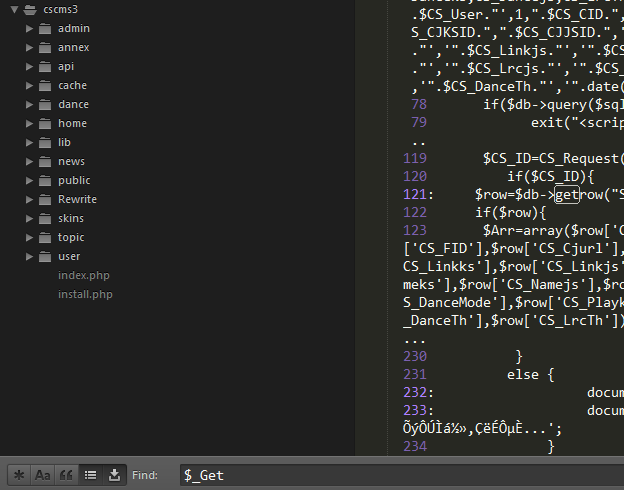 cscms3
admin
annex
api
cache
dance
home
lib
news
public
Rewrite
skins
topic
user
index.php
install.php
.$CS_User."',1,".$CS_CID.",
S_CJKSID.",".$CS_CJJSID.",'
."','".$CS_Linkjs."','".$CS_
."','".$CS_Lrcjs."','".$CS_
,'".$CS_DanceTh."','".date(
78 if($db->query($sql
79 exit("<scrip
..
119 $CS_ID=CS_Request(
120 if($CS_ID){
121: $row=$db->getrow("S
122 if($row){
123 $Arr=array($row['C
['CS_FID'],$row['CS_Cjurl'],
CS_Linkks'],$row['CS_Linkjs'
meks'],$row['CS_Namejs'],$ro
S_DanceMode'],$row['CS_Playk
_DanceTh'],$row['CS_LrcTh'])
...
230 }
231 else {
232: docum
233: docum
ÕýÔÚÌá½»,ÇëÉÔµÈ...';
234 }
Aa
Find: $_Get